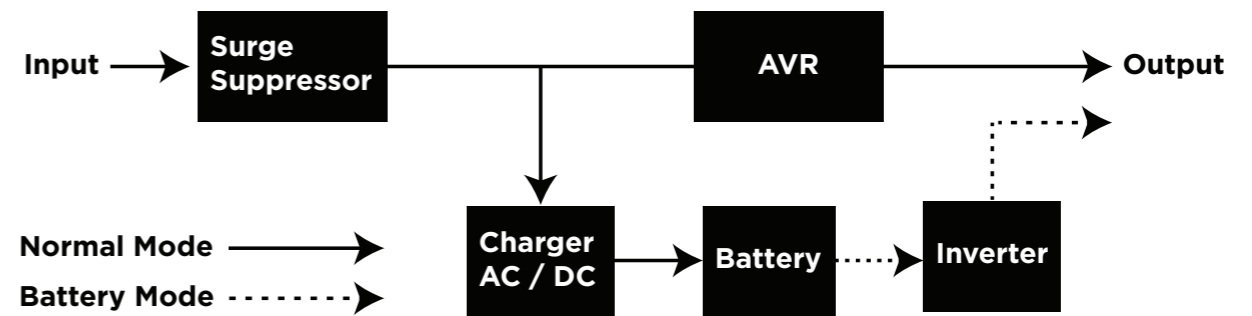 Input
Surge
Suppressor
AVR
Output
Normal Mode
Battery Mode
Charger
AC / DC
Battery
Inverter